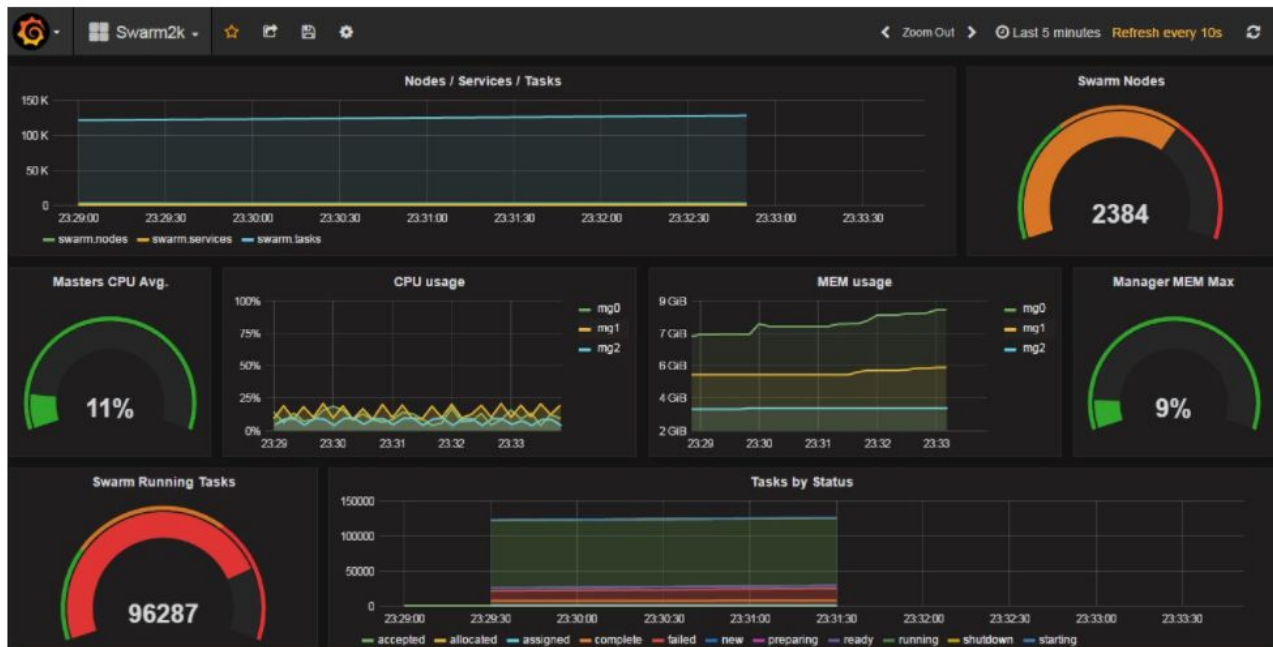 Swarm2k
Zoom Out
Last 5 minutes Refresh every 10s
Nodes / Services / Tasks
150 K
100 K
50 K
0
23:29:00 23:29:30 23:30:00 23:30:30 23:31:00 23:31:30 23:32:00 23:32:30 23:33:00 23:33:30
swarm.nodes swarm.services swarm.tasks
Swarm Nodes
2384
Masters CPU Avg.
11%
CPU usage
100%
75%
50%
25%
0%
23:29 23:30 23:31 23:32 23:33
mg0
mg1
mg2
MEM usage
9 GiB
7 GiB
6 GiB
4 GiB
2 GiB
23:29 23:30 23:31 23:32 23:33
mg0
mg1
mg2
Manager MEM Max
9%
Swarm Running Tasks
96287
Tasks by Status
150000
100000
50000
0
23:29:00 23:29:30 23:30:00 23:30:30 23:31:00 23:31:30 23:32:00 23:32:30 23:33:00 23:33:30
accepted allocated assigned complete failed new preparing ready running shutdown starting